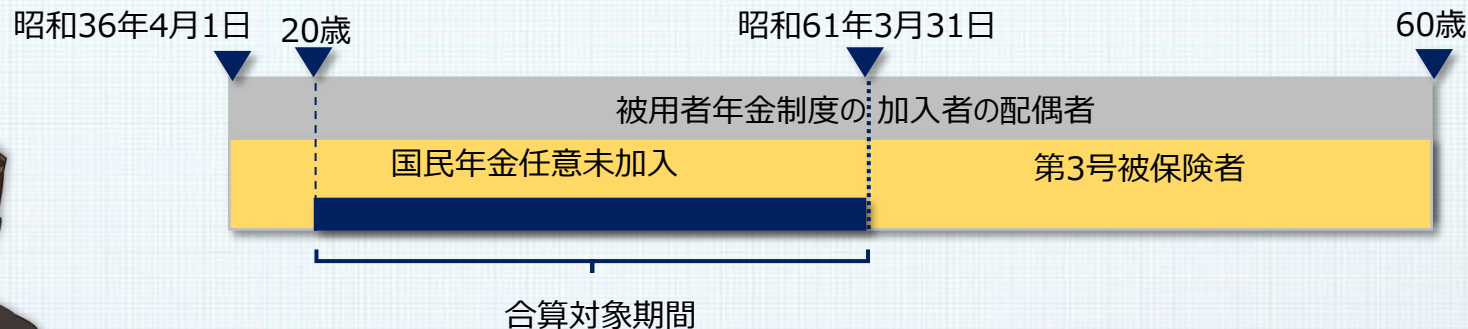 昭和36年4月1日
20歳
昭和61年3月31日
60歳
被用者年金制度の加入者の配偶者
国民年金任意未加入
第3号被保険者
合算対象期間